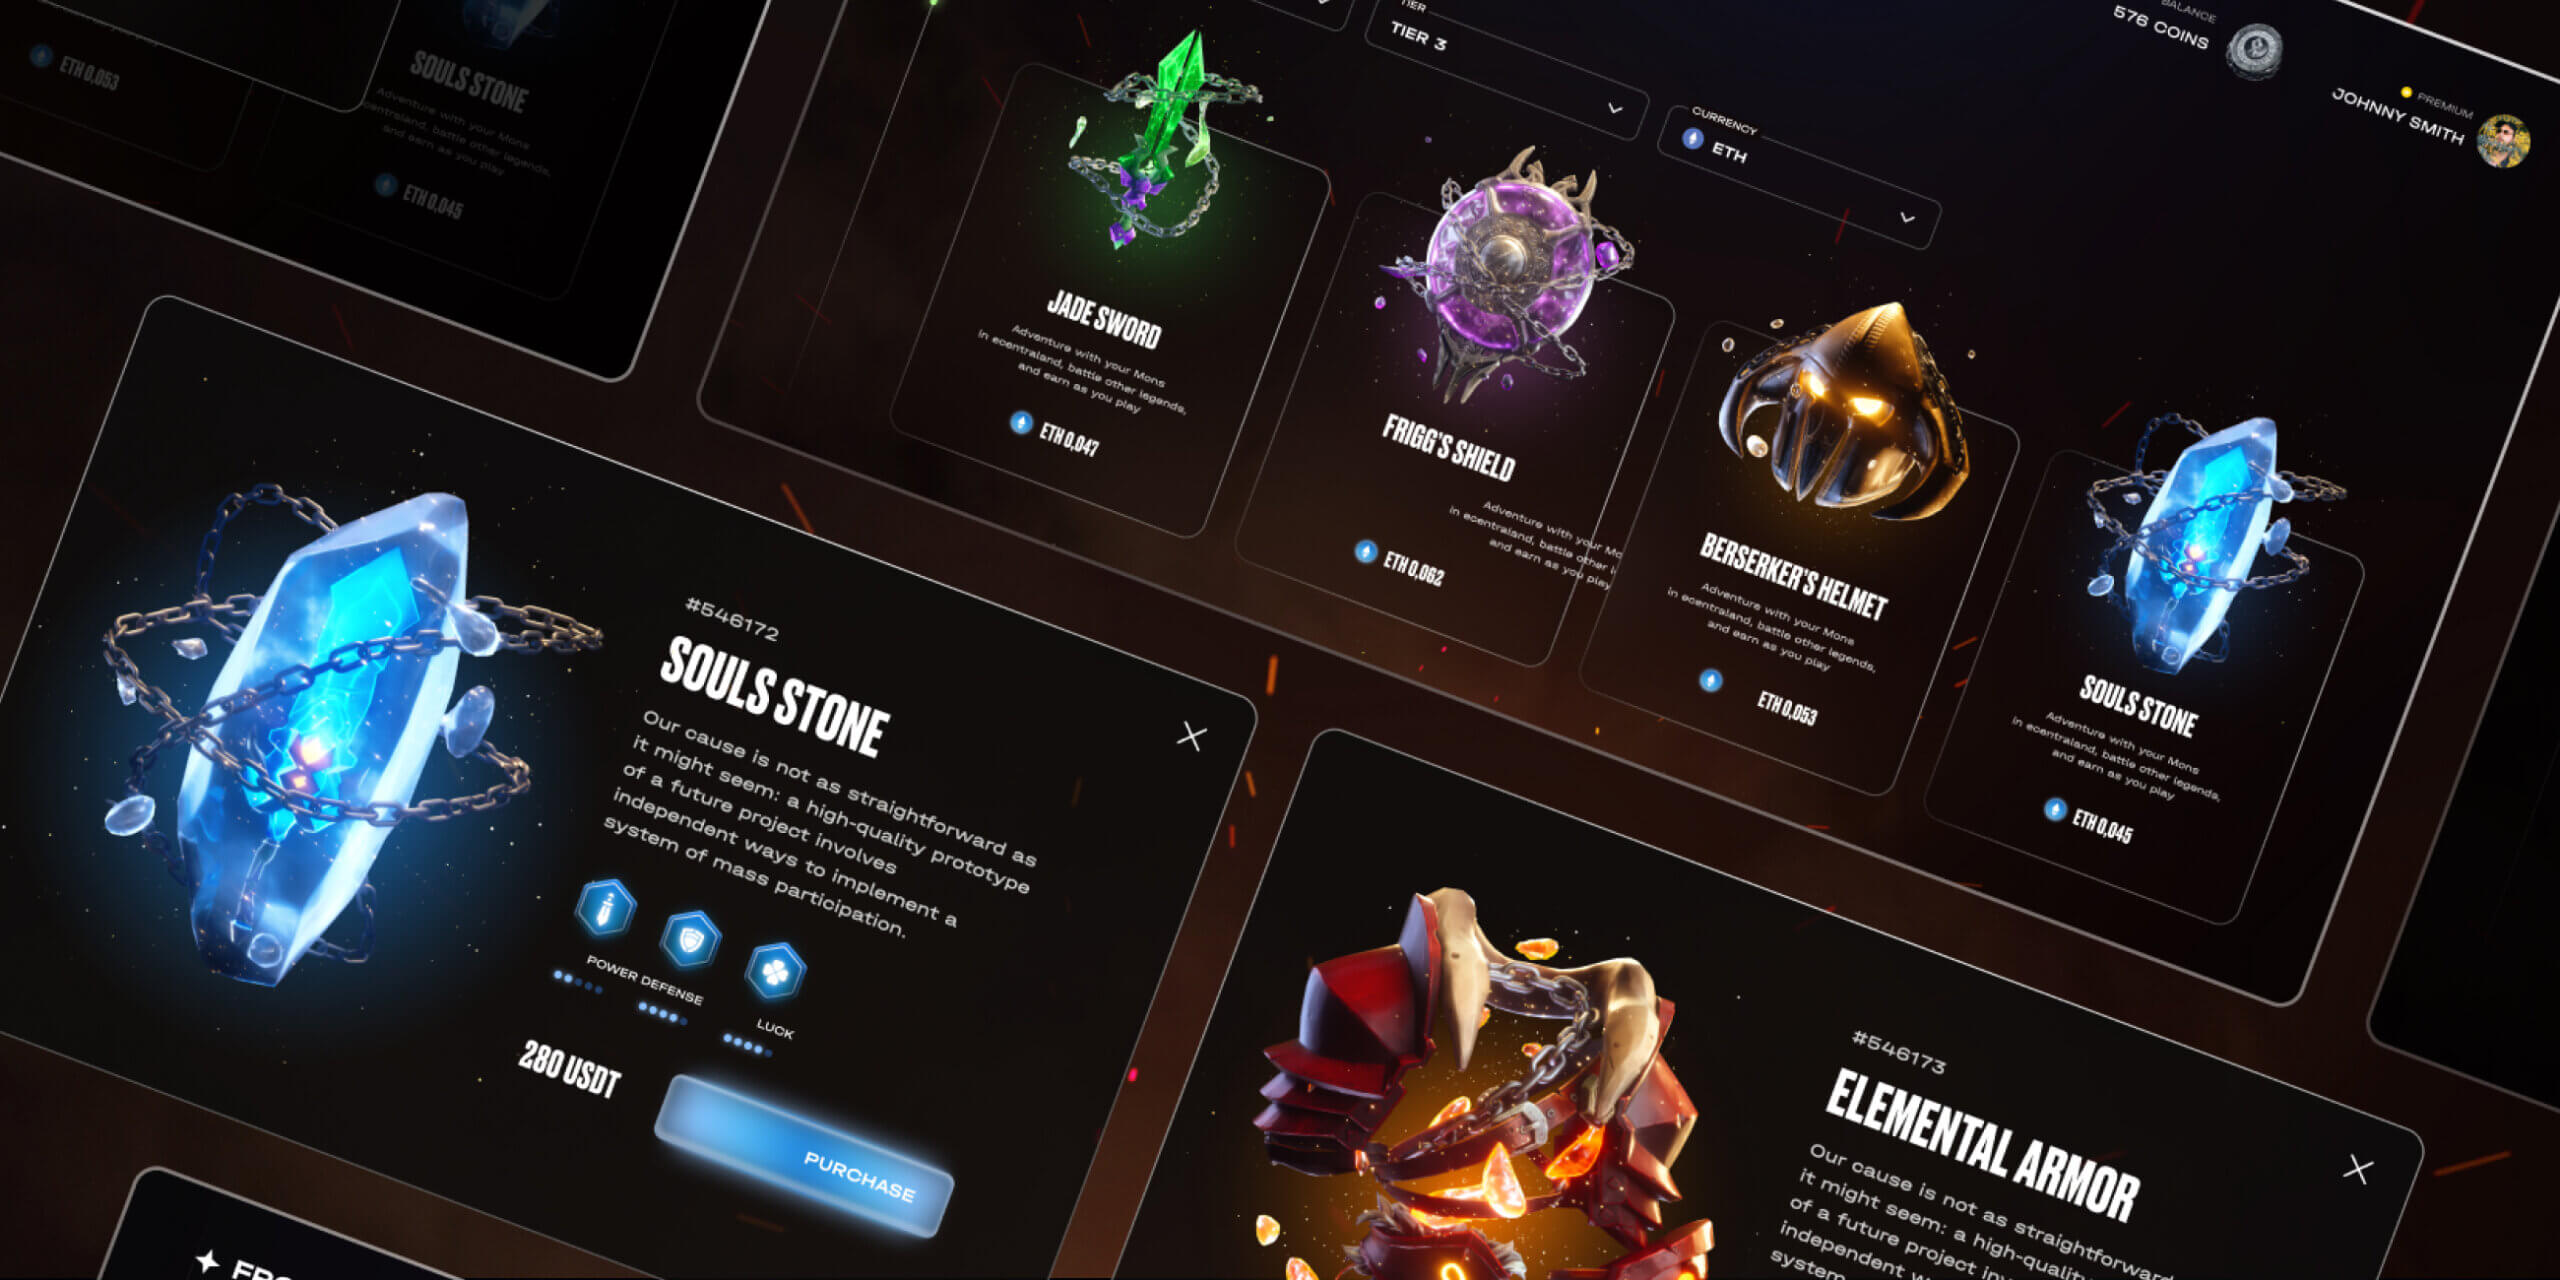 ETH 0,053
SOULS STONE
Adventure with your Mons
ecentraland, battle other legends,
and earn as you play
ETH 0,045
TIER
TIER 3
CURRENCY
ETH
BALANCE
576 COINS
PREMIUM
JOHNNY SMITH
JADE SWORD
Adventure with your Mons
in ecentraland, battle other legends,
and earn as you play
ETH 0,047
FRIGG'S SHIELD
Adventure with your Mo
in ecentraland, battle other l
and earn as you play
ETH 0,062
BERSERKER'S HELMET
Adventure with your Mons
in ecentraland, battle other legends,
and earn as you play
ETH 0,053
SOULS STONE
Adventure with your Mons
in ecentraland, battle other legends,
and earn as you play
ETH 0,045
#546172
SOULS STONE
Our cause is not as straightforward as
it might seem: a high-quality prototype
of a future project involves
independent ways to implement a
system of mass participation.
POWER DEFENSE
LUCK
280 USDT
PURCHASE
#546173
ELEMENTAL ARMOR
Our cause is not as straightforward
it might seem: a high-quality
of a future project inv
independent w
system